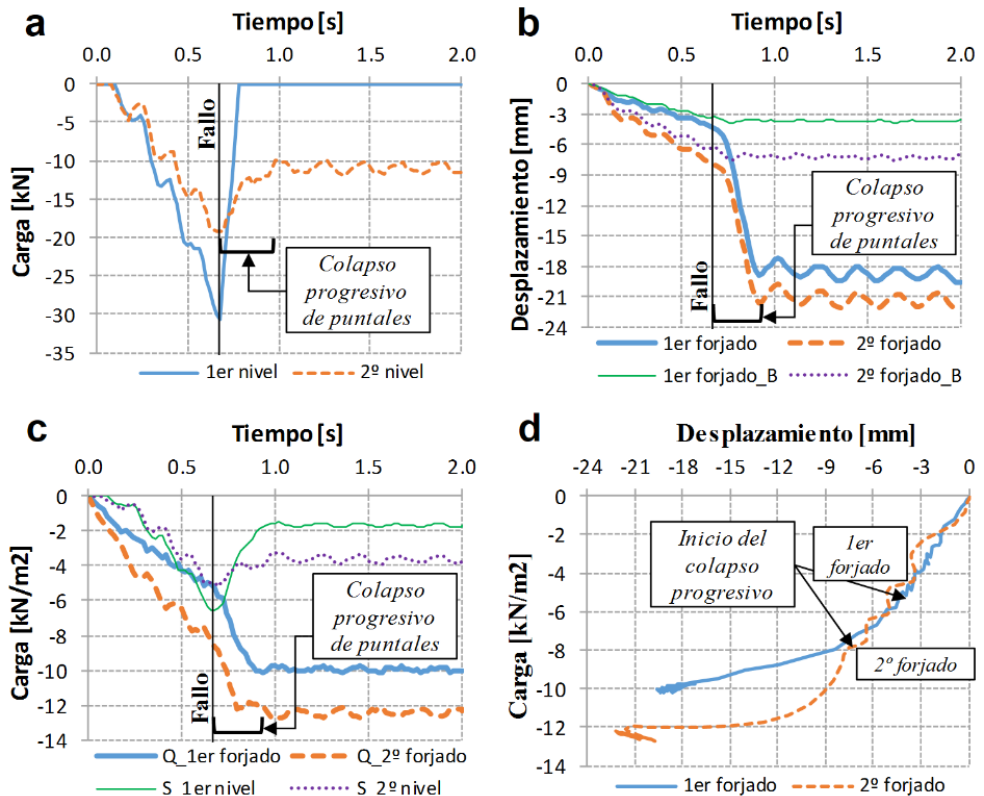 a
Tiempo [s]
0.0 0.5 1.0 1.5 2.0
Carga [kN]
0
-5
-10
-15
-20
-25
-30
-35
Fallo
Colapso
progresivo
de puntales
1er nivel 2º nivel
b
Tiempo [s]
0.0 0.5 1.0 1.5 2.0
Desplazamiento [mm]
0
-3
-6
-9
-12
-15
-18
-21
-24
Fallo
Colapso
progresivo
de puntales
1er forjado 2º forjado
1er forjado_B 2º forjado_B
c
Tiempo [s]
0.0 0.5 1.0 1.5 2.0
Carga [kN/m2]
0
-2
-4
-6
-8
-10
-12
-14
Fallo
Colapso
progresivo
de puntales
Q_1er forjado Q_2º forjado
S_1er nivel S_2º nivel
d
Desplazamiento [mm]
-24 -21 -18 -15 -12 -9 -6 -3 0
Carga [kN/m2]
0
-2
-4
-6
-8
-10
-12
-14
Inicio del
colapso
progresivo
1er
forjado
2º forjado
1er forjado 2º forjado